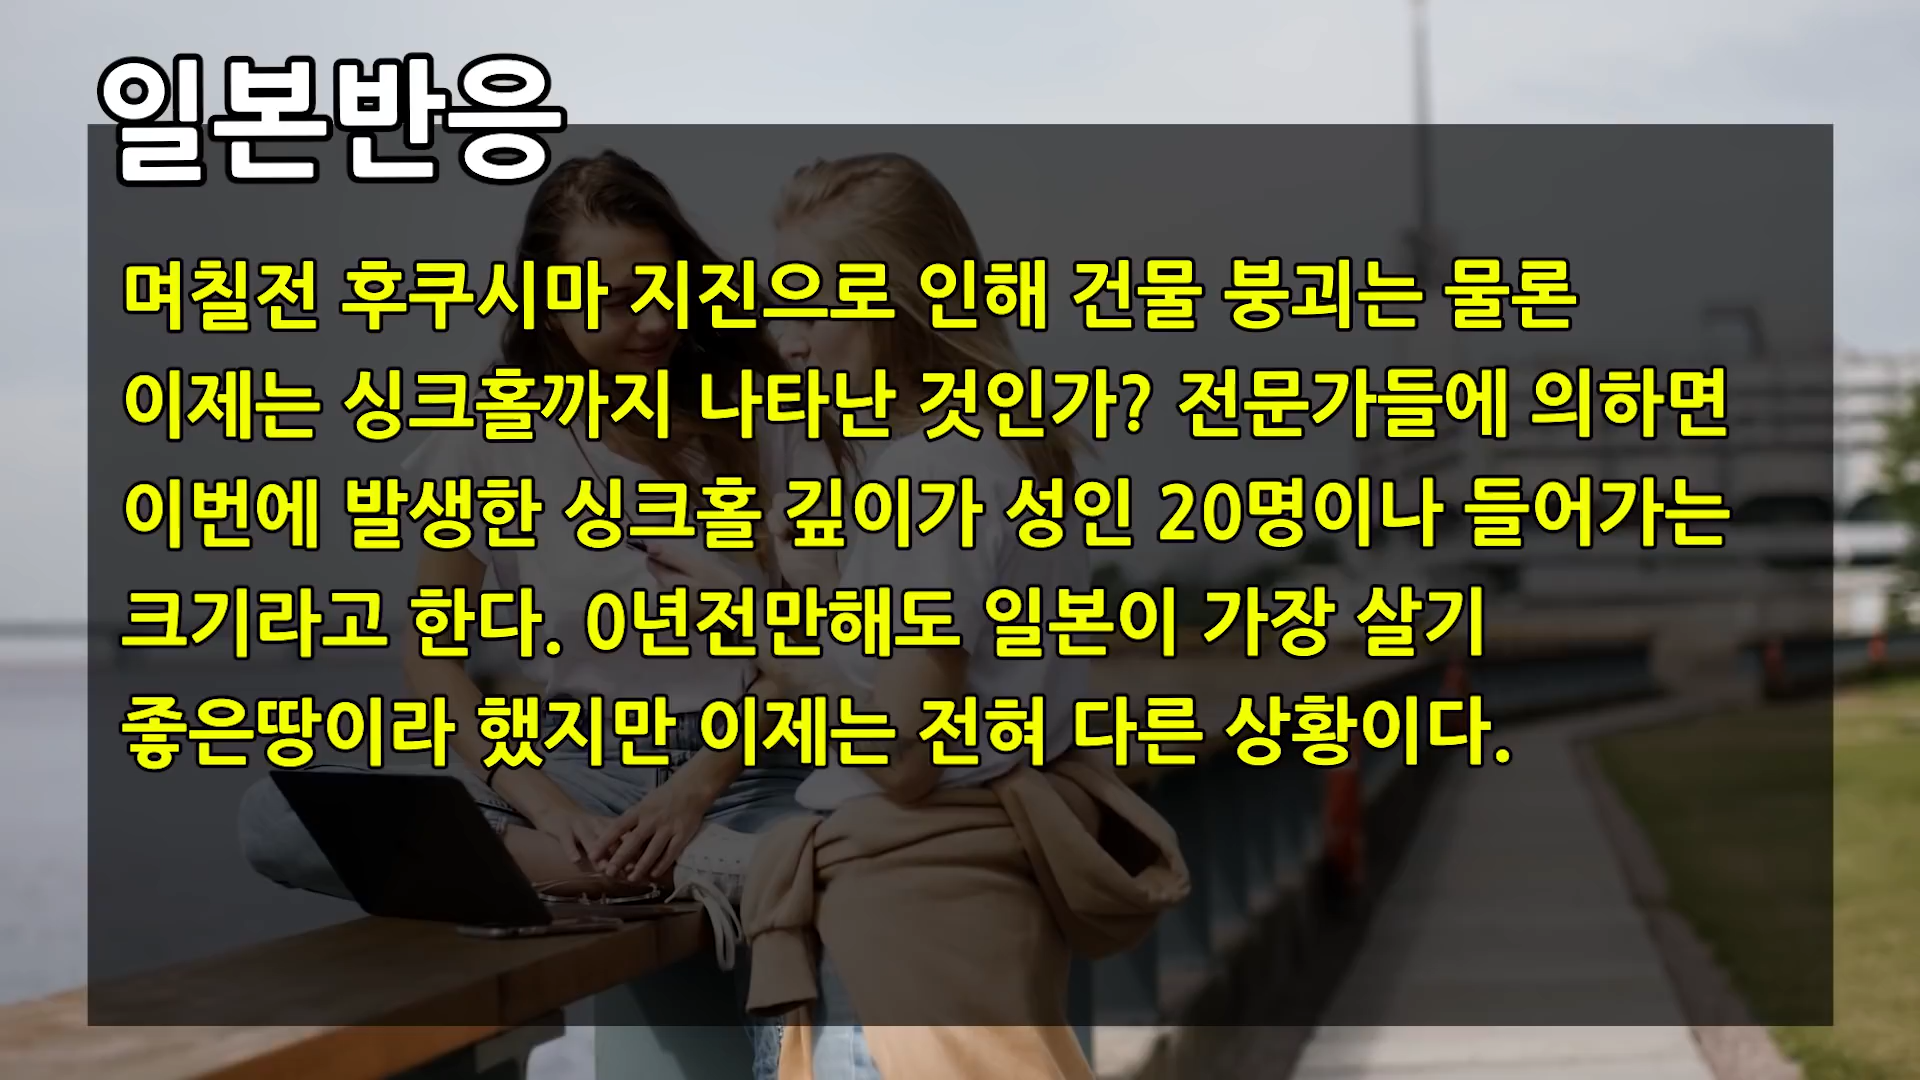 일본반응
며칠전 후쿠시마 지진으로 인해 건물 붕괴는 물론
이제는 싱크홀까지 나타난 것인가? 전문가들에 의하면
이번에 발생한 싱크홀 깊이가 성인 20명이나 들어가는
크기라고 한다. 0년전만해도 일본이 가장 살기
좋은땅이라 했지만 이제는 전혀 다른 상황이다.